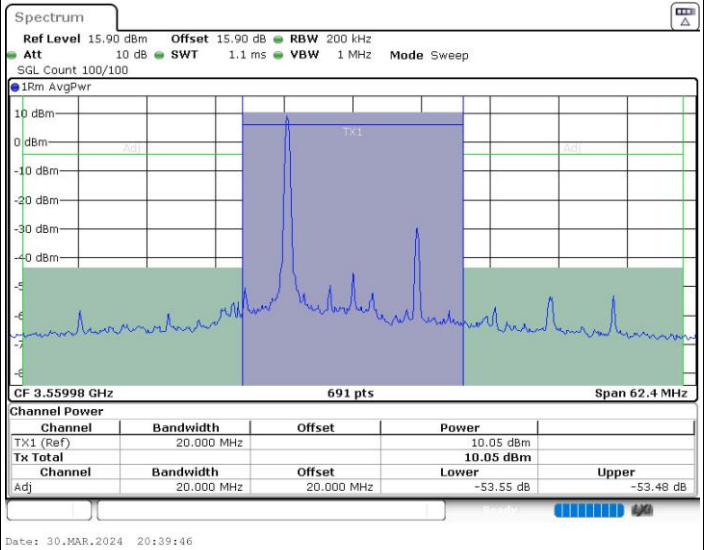 Spectrum
Ref Level 15.90 dBm Offset 15.90 dB RBW 200 kHz
Att 10 dB SWT 1.1 ms VBW 1 MHz Mode Sweep
SGL Count 100/100
1Rm AvgPwr
10 dBm
0 dBm
Adj TX1 Adj
-10 dBm
-20 dBm
-30 dBm
-40 dBm
CF 3.55998 GHz 691 pts Span 62.4 MHz
Channel Power
Channel Bandwidth Offset Power
TX1 (Ref) 20.000 MHz 10.05 dBm
Tx Total 10.05 dBm
Channel Bandwidth Offset Lower Upper
Adj 20.000 MHz 20.000 MHz -53.55 dB -53.48 dB
Ready
Date: 30.MAR.2024 20:39:46